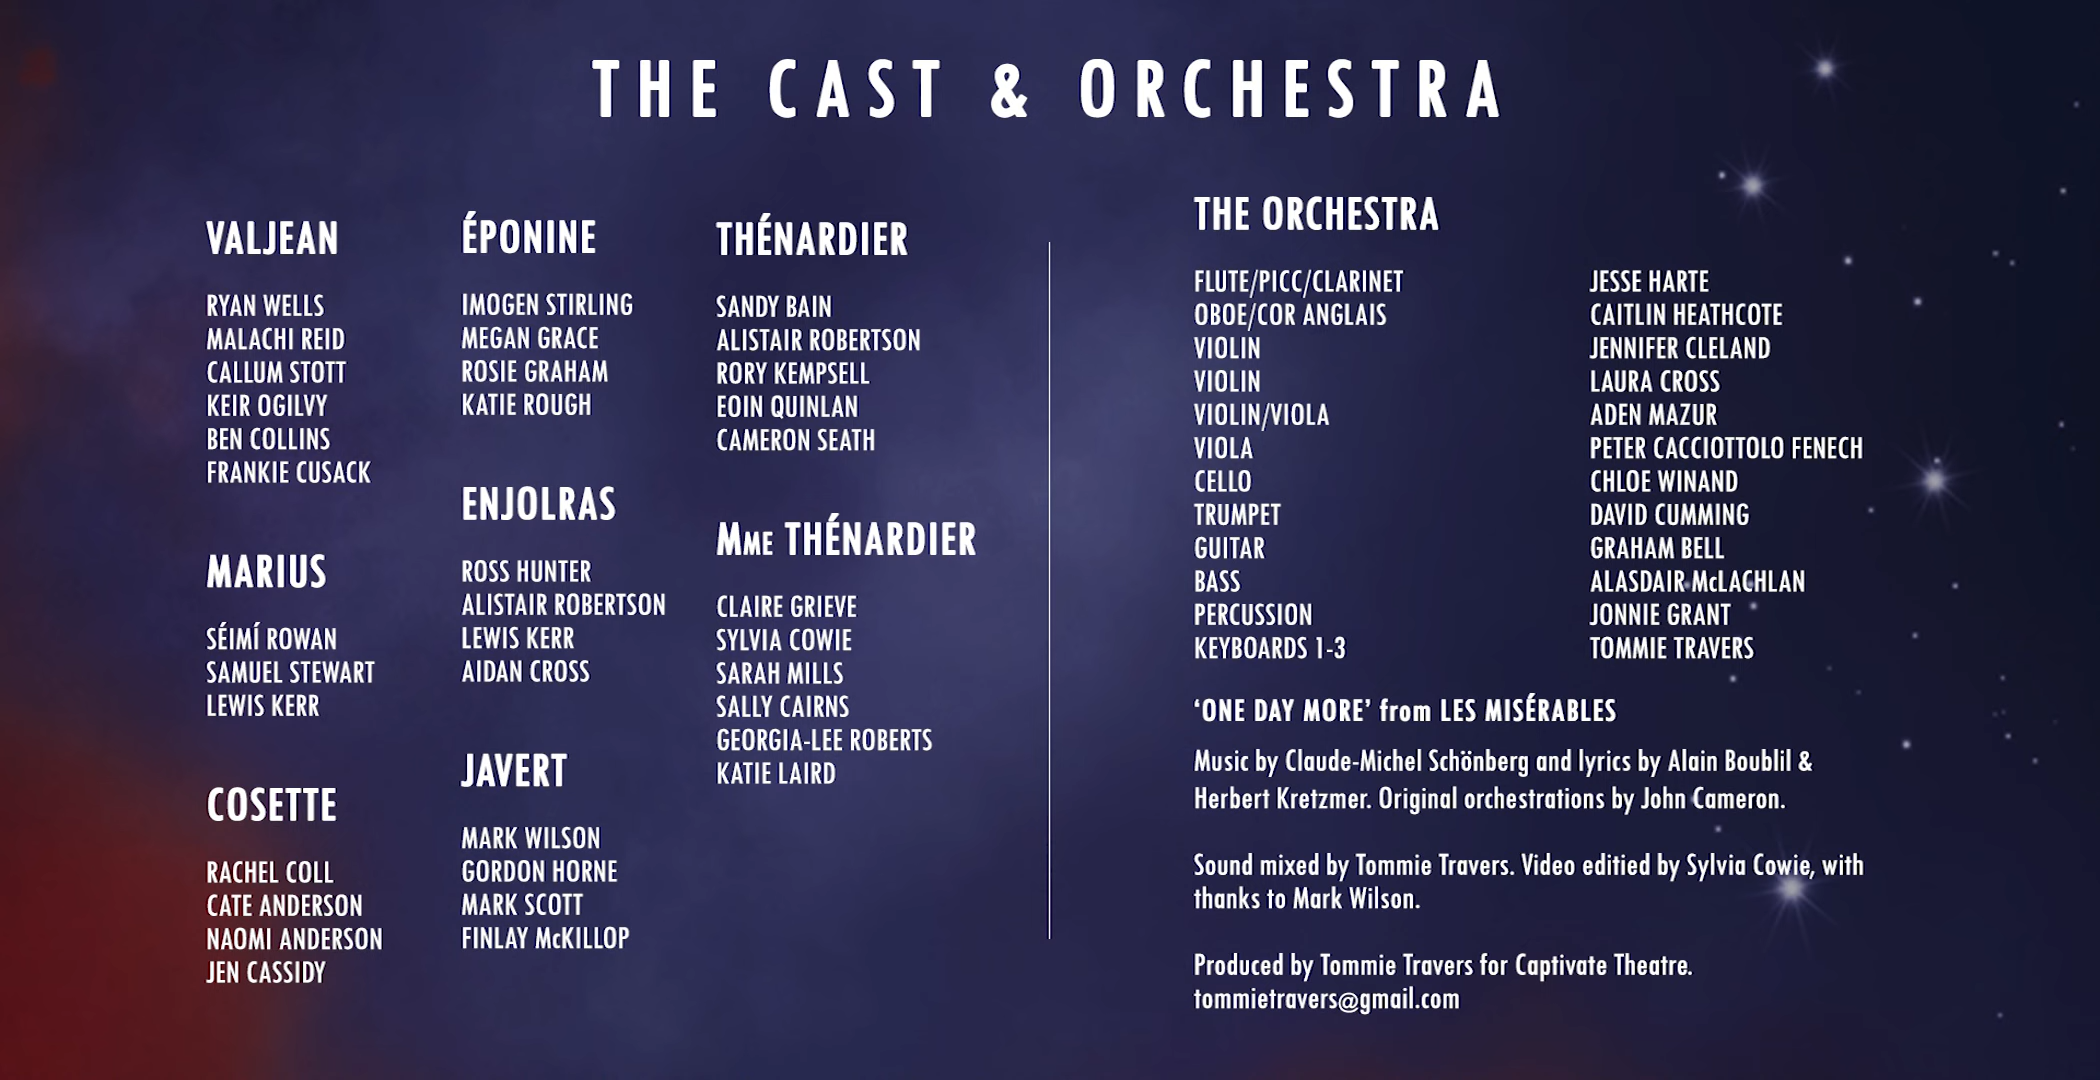 THE CAST & ORCHESTRA
VALJEAN
RYAN WELLS
MALACHI REID
CALLUM STOTT
KEIR OGILVY
BEN COLLINS
FRANKIE CUSACK
MARIUS
SÉIMÍ ROWAN
SAMUEL STEWART
LEWIS KERR
COSETTE
RACHEL COLL
CATE ANDERSON
NAOMI ANDERSON
JEN CASSIDY
ÉPONINE
IMOGEN STIRLING
MEGAN GRACE
ROSIE GRAHAM
KATIE ROUGH
ENJOLRAS
ROSS HUNTER
ALISTAIR ROBERTSON
LEWIS KERR
AIDAN CROSS
JAVERT
MARK WILSON
GORDON HORNE
MARK SCOTT
FINLAY McKILLOP
THÉNARDIER
SANDY BAIN
ALISTAIR ROBERTSON
RORY KEMPSELL
EOIN QUINLAN
CAMERON SEATH
MME THÉNARDIER
CLAIRE GRIEVE
SYLVIA COWIE
SARAH MILLS
SALLY CAIRNS
GEORGIA-LEE ROBERTS
KATIE LAIRD
THE ORCHESTRA
FLUTE/PICC/CLARINET JESSE HARTE
OBOE/COR ANGLAIS CAITLIN HEATHCOTE
VIOLIN JENNIFER CLELAND
VIOLIN LAURA CROSS
VIOLIN/VIOLA ADEN MAZUR
VIOLA PETER CACCIOTTOLO FENECH
CELLO CHLOE WINAND
TRUMPET DAVID CUMMING
GUITAR GRAHAM BELL
BASS ALASDAIR McLACHLAN
PERCUSSION JONNIE GRANT
KEYBOARDS 1-3 TOMMIE TRAVERS
‘ONE DAY MORE’ from LES MISÉRABLES
Music by Claude-Michel Schönberg and lyrics by Alain Boublil &
Herbert Kretzmer. Original orchestrations by John Cameron.
Sound mixed by Tommie Travers. Video editied by Sylvia Cowie, with
thanks to Mark Wilson.
Produced by Tommie Travers for Captivate Theatre.
tommietravers@gmail.com